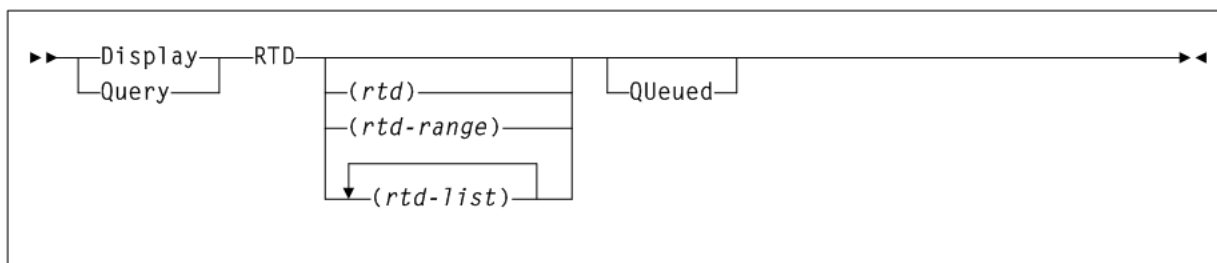 Display RTD
Query (rtd) QUeued
(rtd-range)
(rtd-list)